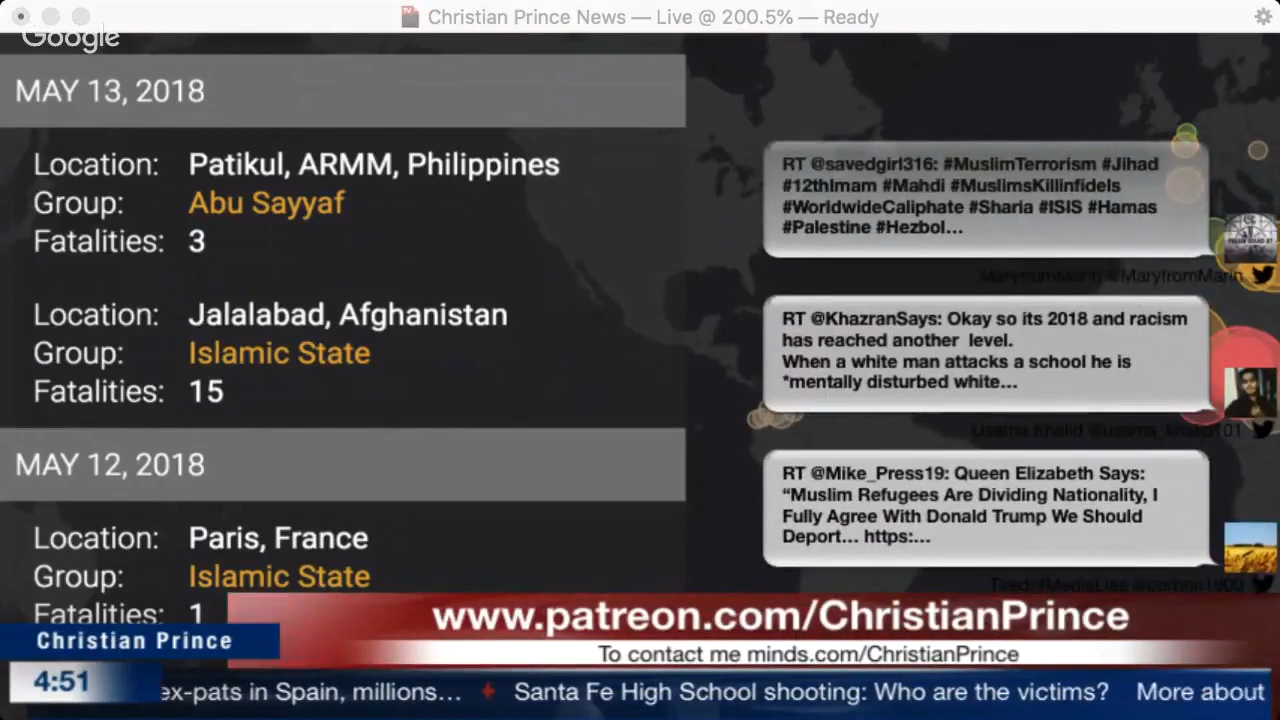 Christian Prince News — Live @ 200.5% — Ready
Google
MAY 13, 2018
Location: Patikul, ARMM, Philippines
Group: Abu Sayyaf
Fatalities: 3
Location: Jalalabad, Afghanistan
Group: Islamic State
Fatalities: 15
MAY 12, 2018
Location: Paris, France
Group: Islamic State
Fatalities: 1
RT @savedgirl316: #MuslimTerrorism #Jihad
#12thImam #Mahdi #MuslimsKillinfidels
#WorldwideCaliphate #Sharia #ISIS #Hamas
#Palestine #Hezbol...
MaryfromMarin @MaryfromMarin
RT @KhazranSays: Okay so its 2018 and racism
has reached another level.
When a white man attacks a school he is
*mentally disturbed white...
Usama Khalid @usama_khalid101
RT @Mike_Press19: Queen Elizabeth Says:
“Muslim Refugees Are Dividing Nationality, I
Fully Agree With Donald Trump We Should
Deport... https:...
TiredofMediaLies
www.patreon.com/ChristianPrince
To contact me minds.com/ChristianPrince
Christian Prince
4:51
ex-pats in Spain, millions... Santa Fe High School shooting: Who are the victims? More about